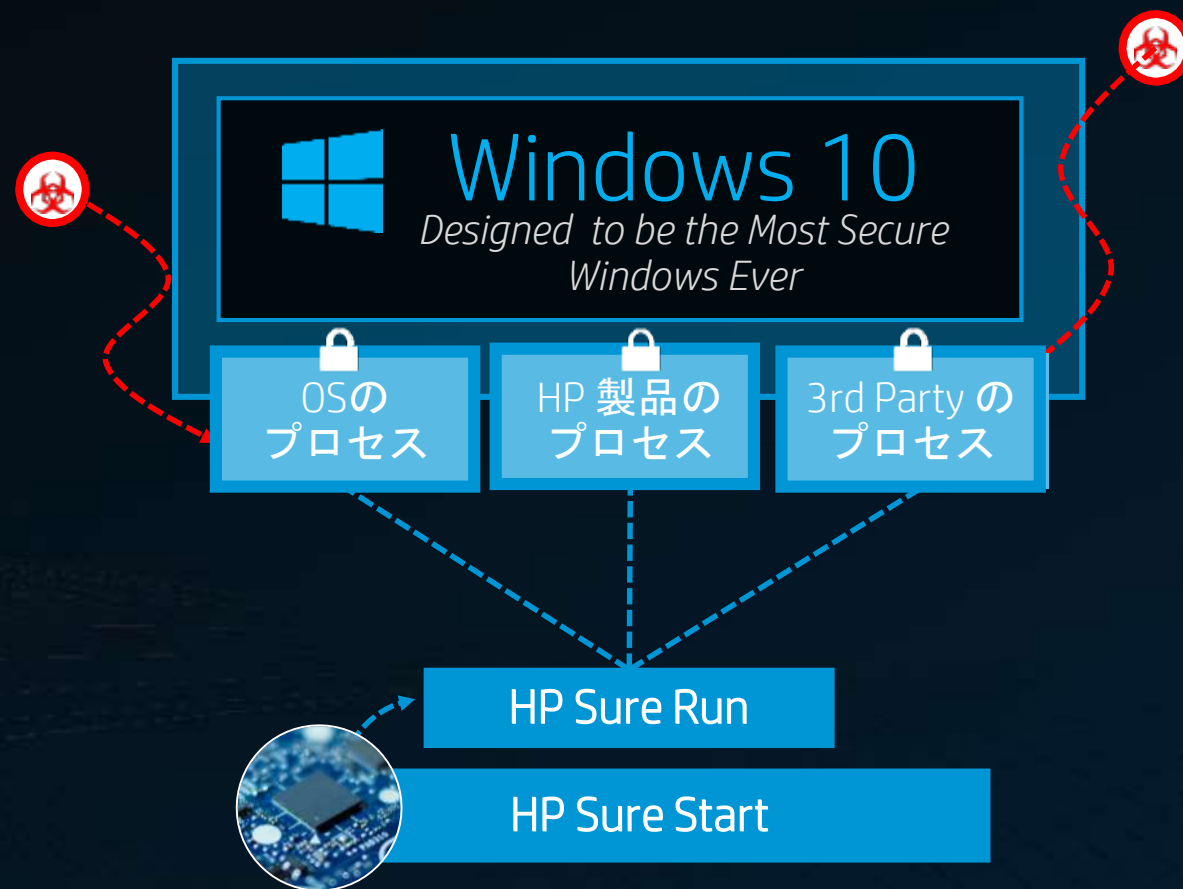 Windows 10
Designed to be the Most Secure
Windows Ever
OSの
プロセス
HP 製品の
プロセス
3rd Party の
プロセス
HP Sure Run
HP Sure Start